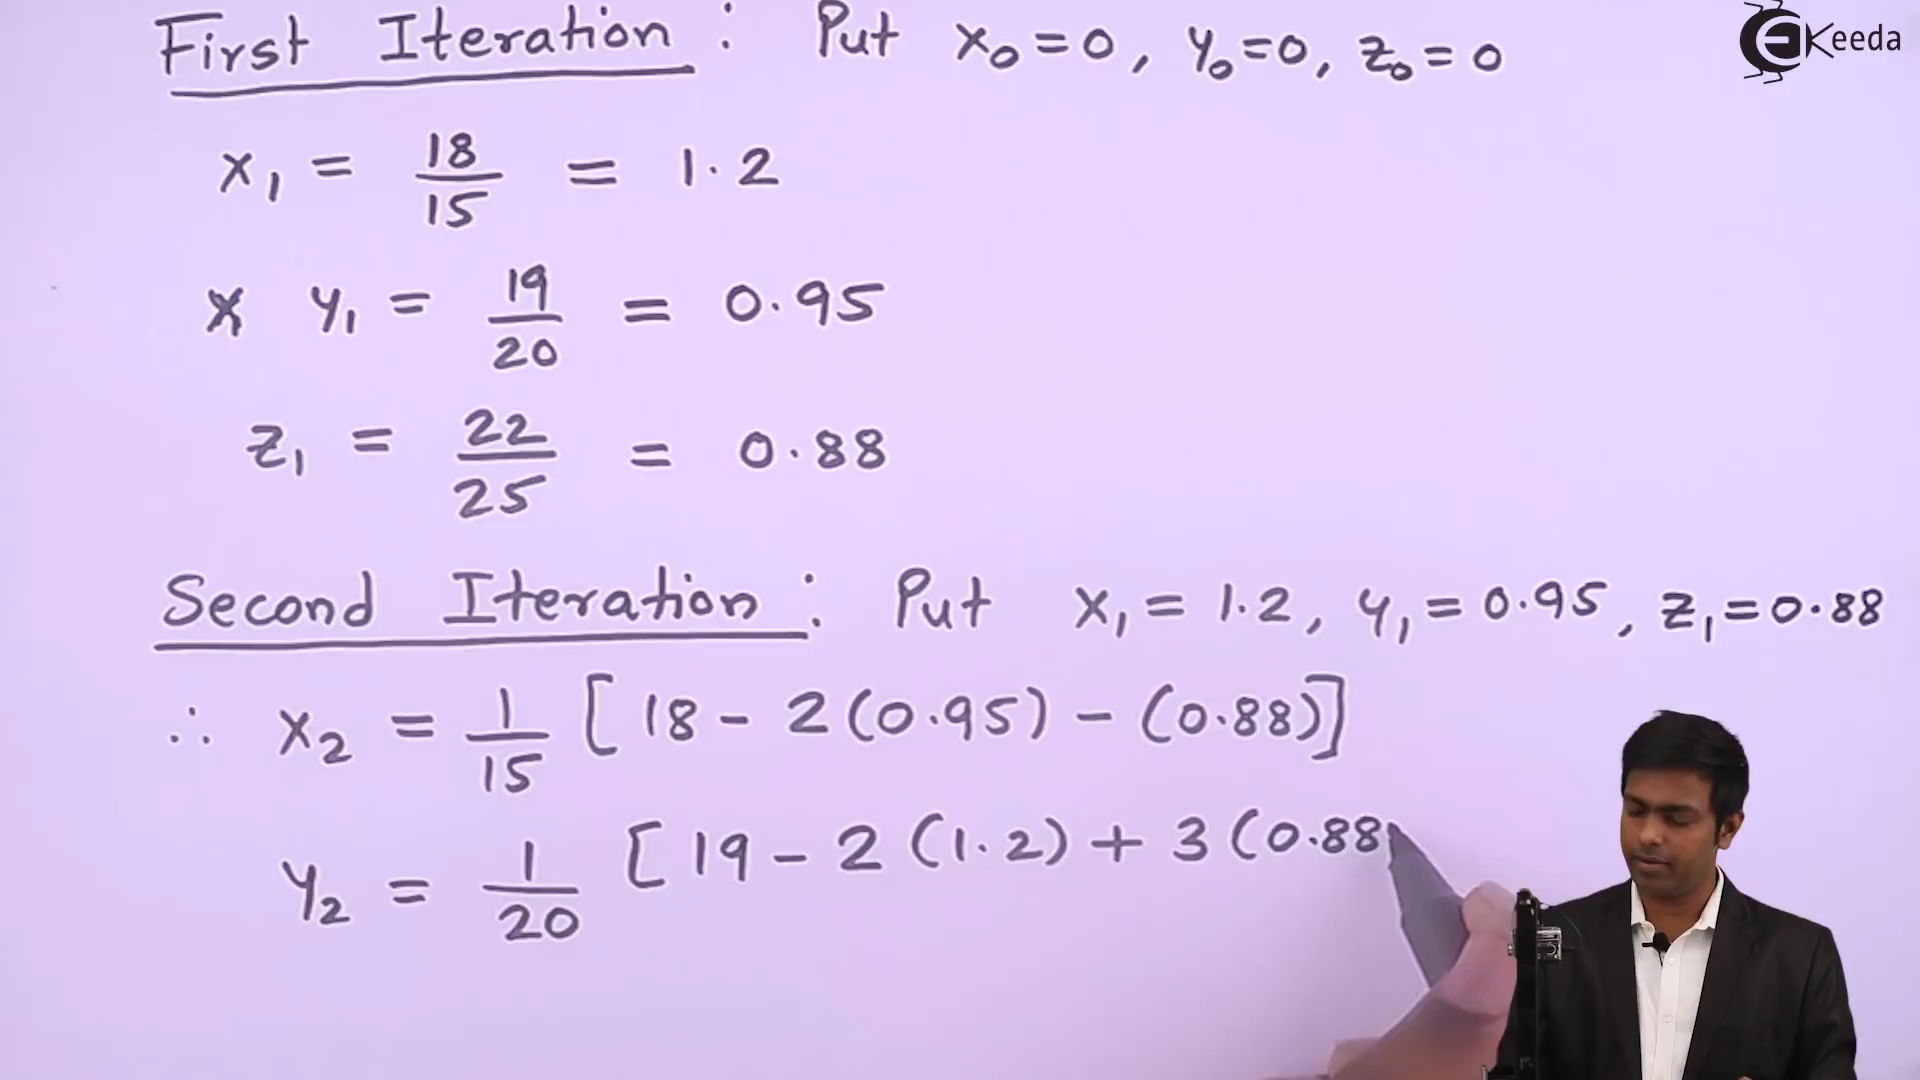 First Iteration : Put x₀ = 0, y₀ = 0, z₀ = 0
EKeeda
x₁ = 18/15 = 1.2
x y₁ = 19/20 = 0.95
z₁ = 22/25 = 0.88
Second Iteration : Put x₁ = 1.2, y₁ = 0.95, z₁ = 0.88
∴ x₂ = 1/15 [ 18 - 2(0.95) - (0.88)]
y₂ = 1/20 [ 19 - 2(1.2) + 3(0.88